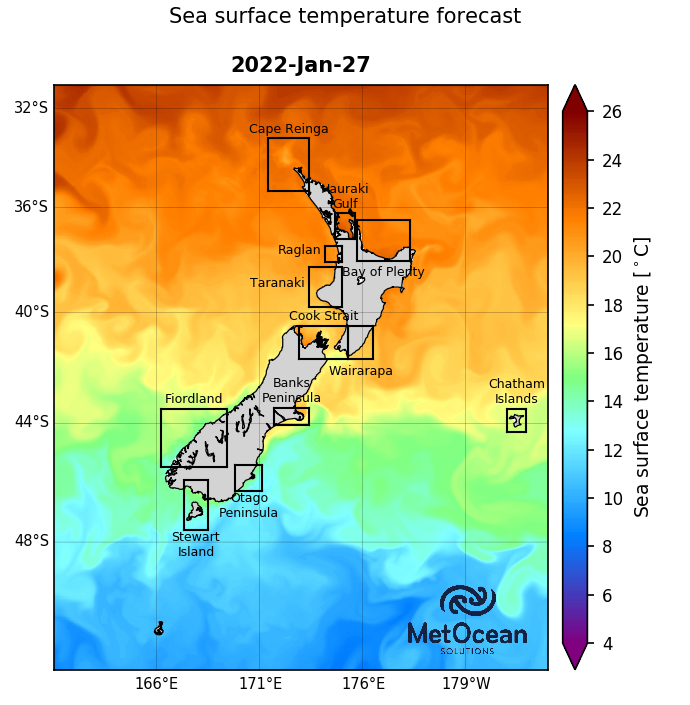 Sea surface temperature forecast
2022-Jan-27
32°S
36°S
40°S
44°S
48°S
Cape Reinga
Hauraki
Gulf
Raglan
Bay of Plenty
Taranaki
Cook Strait
Wairarapa
Banks
Peninsula
Chatham
Islands
Fiordland
Otago
Peninsula
Stewart
Island
MetOcean
SOLUTIONS
166°E
171°E
176°E
179°W
26
24
22
20
18
16
14
12
10
8
6
4
Sea surface temperature [°C]